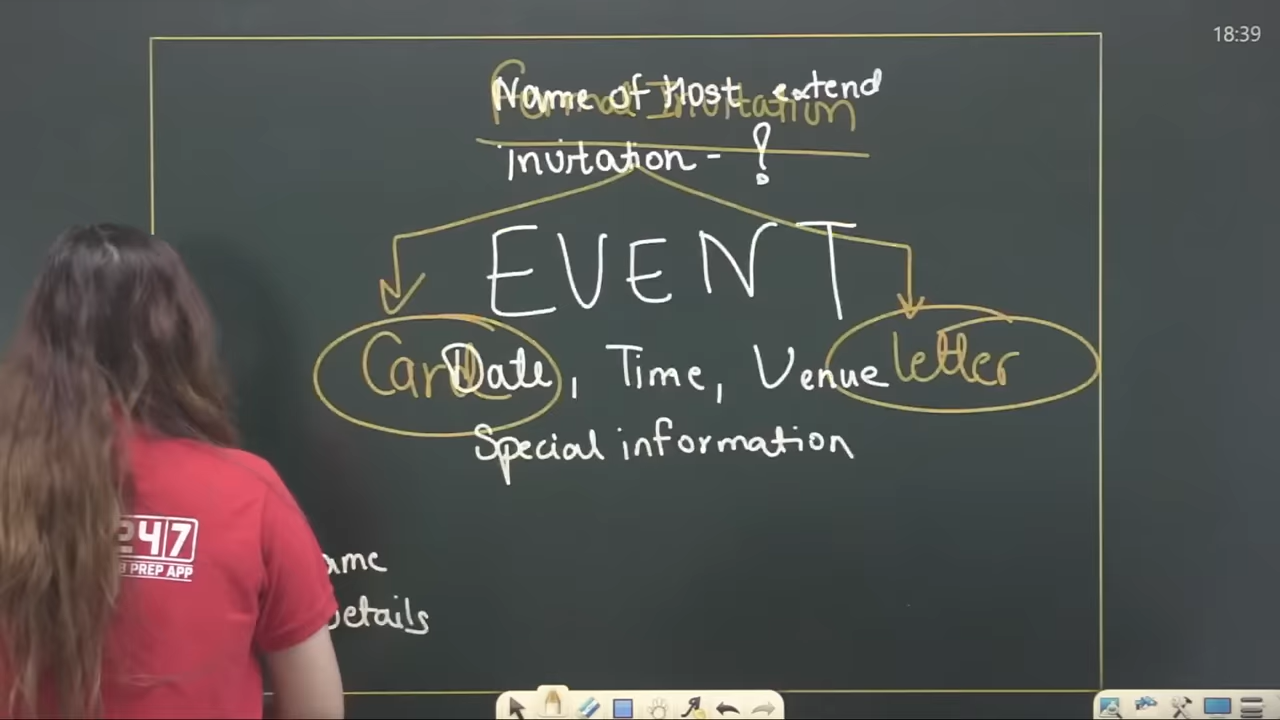 18:39
Formal Invitation
Name of Host extend
invitation - ?
EVENT
Card
Date, Time, Venue
letter
Special information
ame
Details
247
B PREP APP